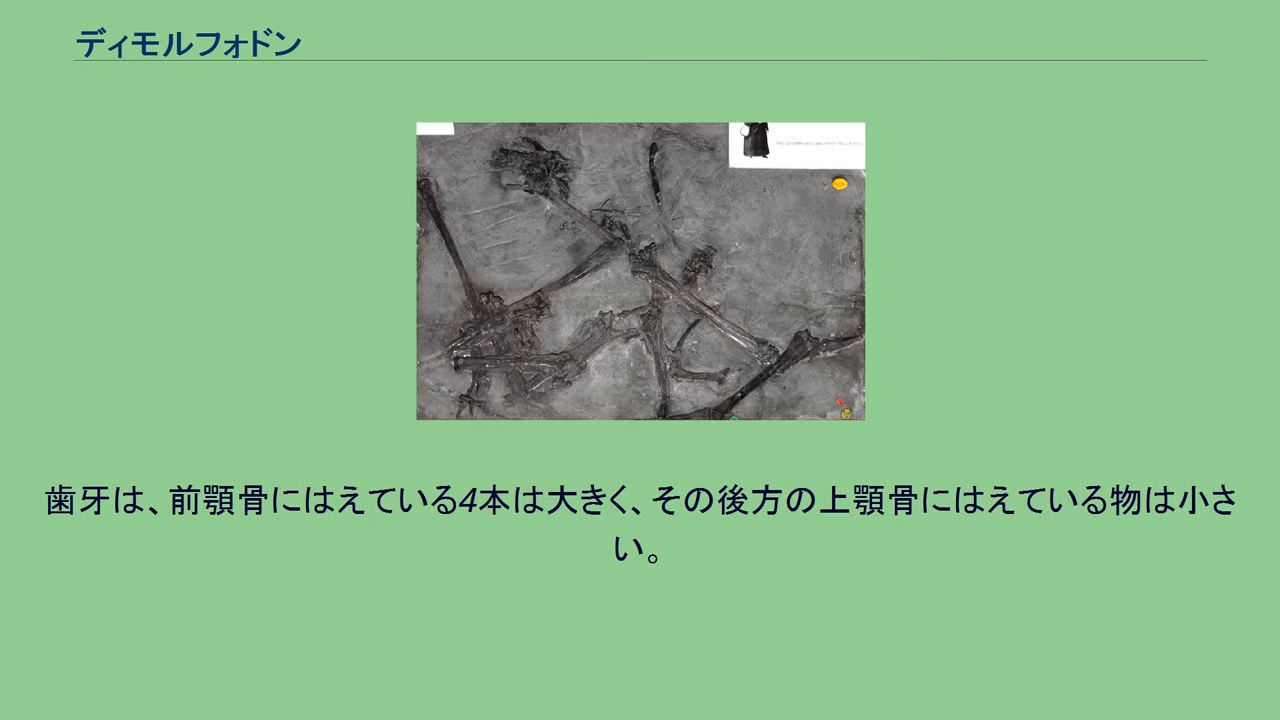 ディモルフォドン
歯牙は、前顎骨にはえている4本は大きく、その後方の上顎骨にはえている物は小さ
い。